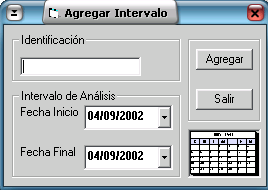 Agregar Intervalo
Identificación
Agregar
Intervalo de Análisis
Fecha Inicio
04/09/2002
Salir
Fecha Final
04/09/2002